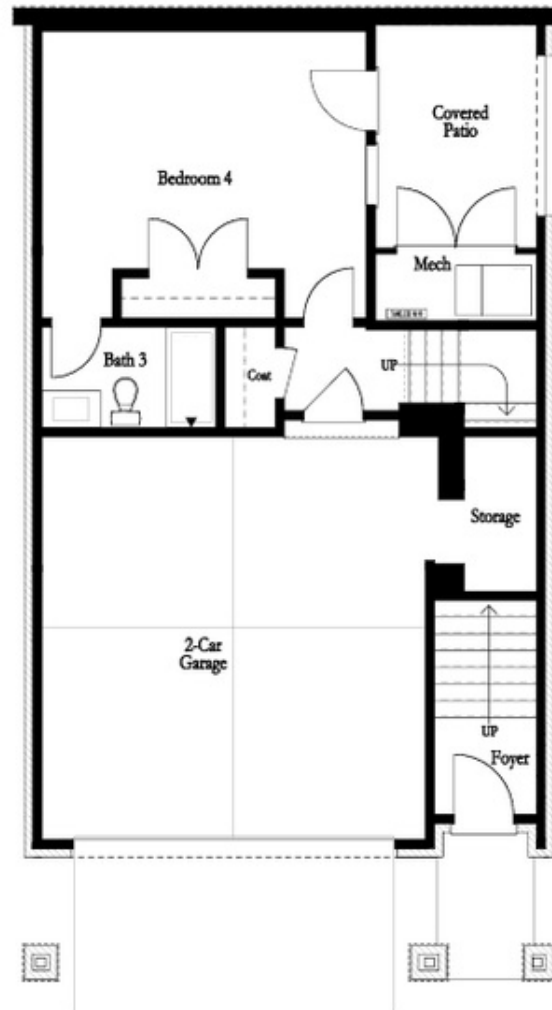 Covered
Patio
Bedroom 4
Mech
Bath 3
Coat
UP
Storage
2-Car
Garage
UP
Foyer